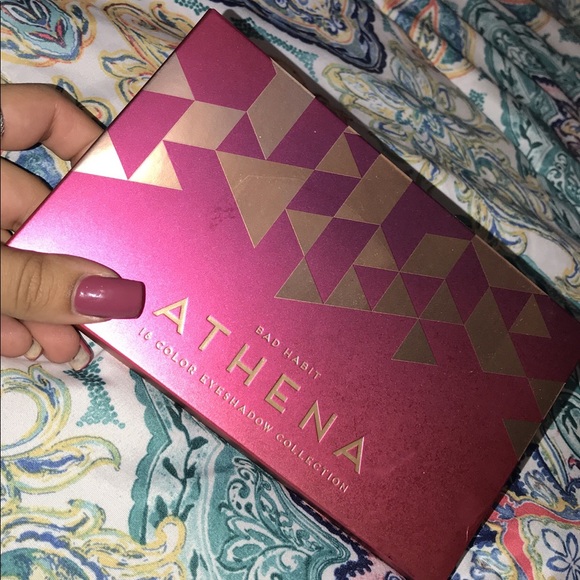 BAD HABIT
ATHENA
16 COLOR EYESHADOW COLLECTION